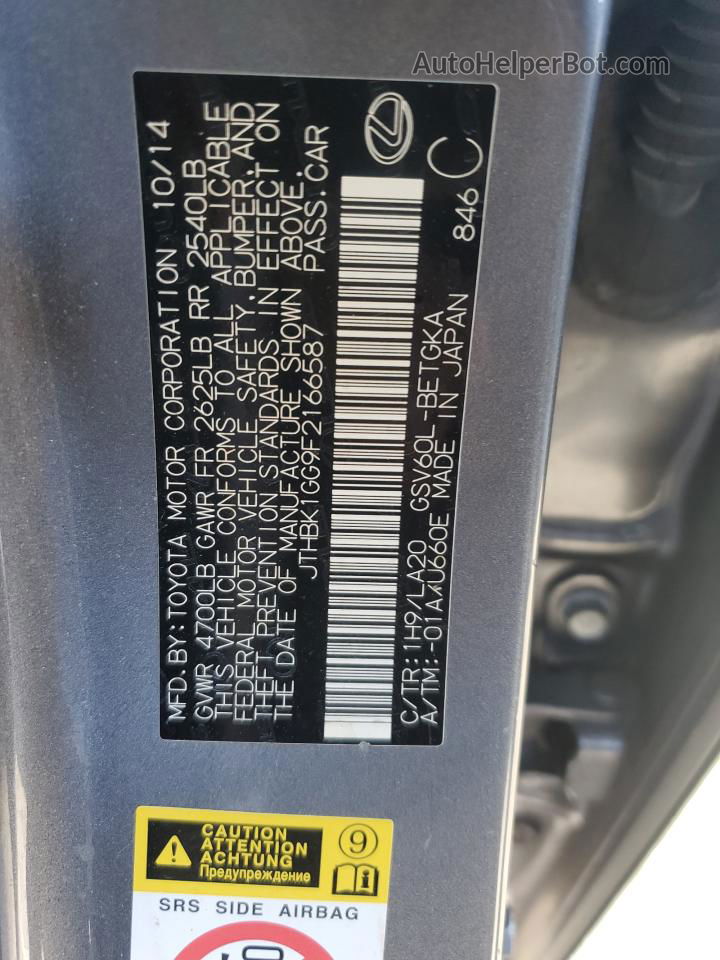 AutoHelperBot.com
MFD. BY: TOYOTA MOTOR CORPORATION 10/14
GVWR 4700LB GAWR FR 2625LB RR 2540LB
THIS VEHICLE CONFORMS TO ALL APPLICABLE
FEDERAL MOTOR VEHICLE SAFETY, BUMPER, AND
THEFT PREVENTION STANDARDS IN EFFECT ON
THE DATE OF MANUFACTURE SHOWN ABOVE.
JTHBK1GG9F2166587 PASS. CAR
C/TR: 1H9/LA20 GSV60L-BETGKA
A/TM: -01A/U660E MADE IN JAPAN
846 C
CAUTION
ATTENTION
ACHTUNG
Предупреждение
9
i
SRS SIDE AIRBAG